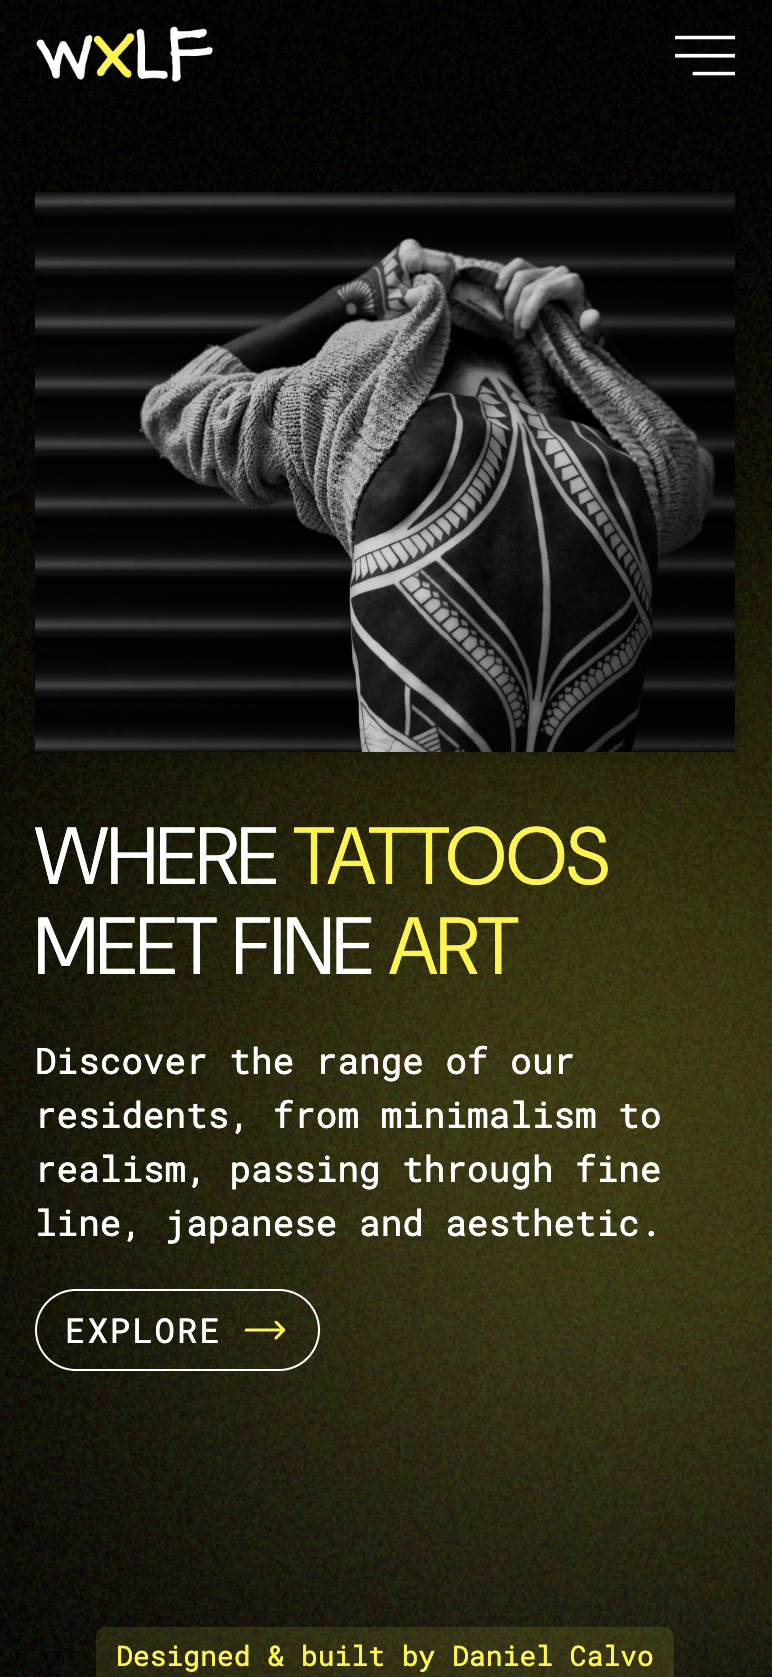 WXLF
WHERE TATTOOS
MEET FINE ART
Discover the range of our
residents, from minimalism to
realism, passing through fine
line, japanese and aesthetic.
EXPLORE →
Designed & built by Daniel Calvo